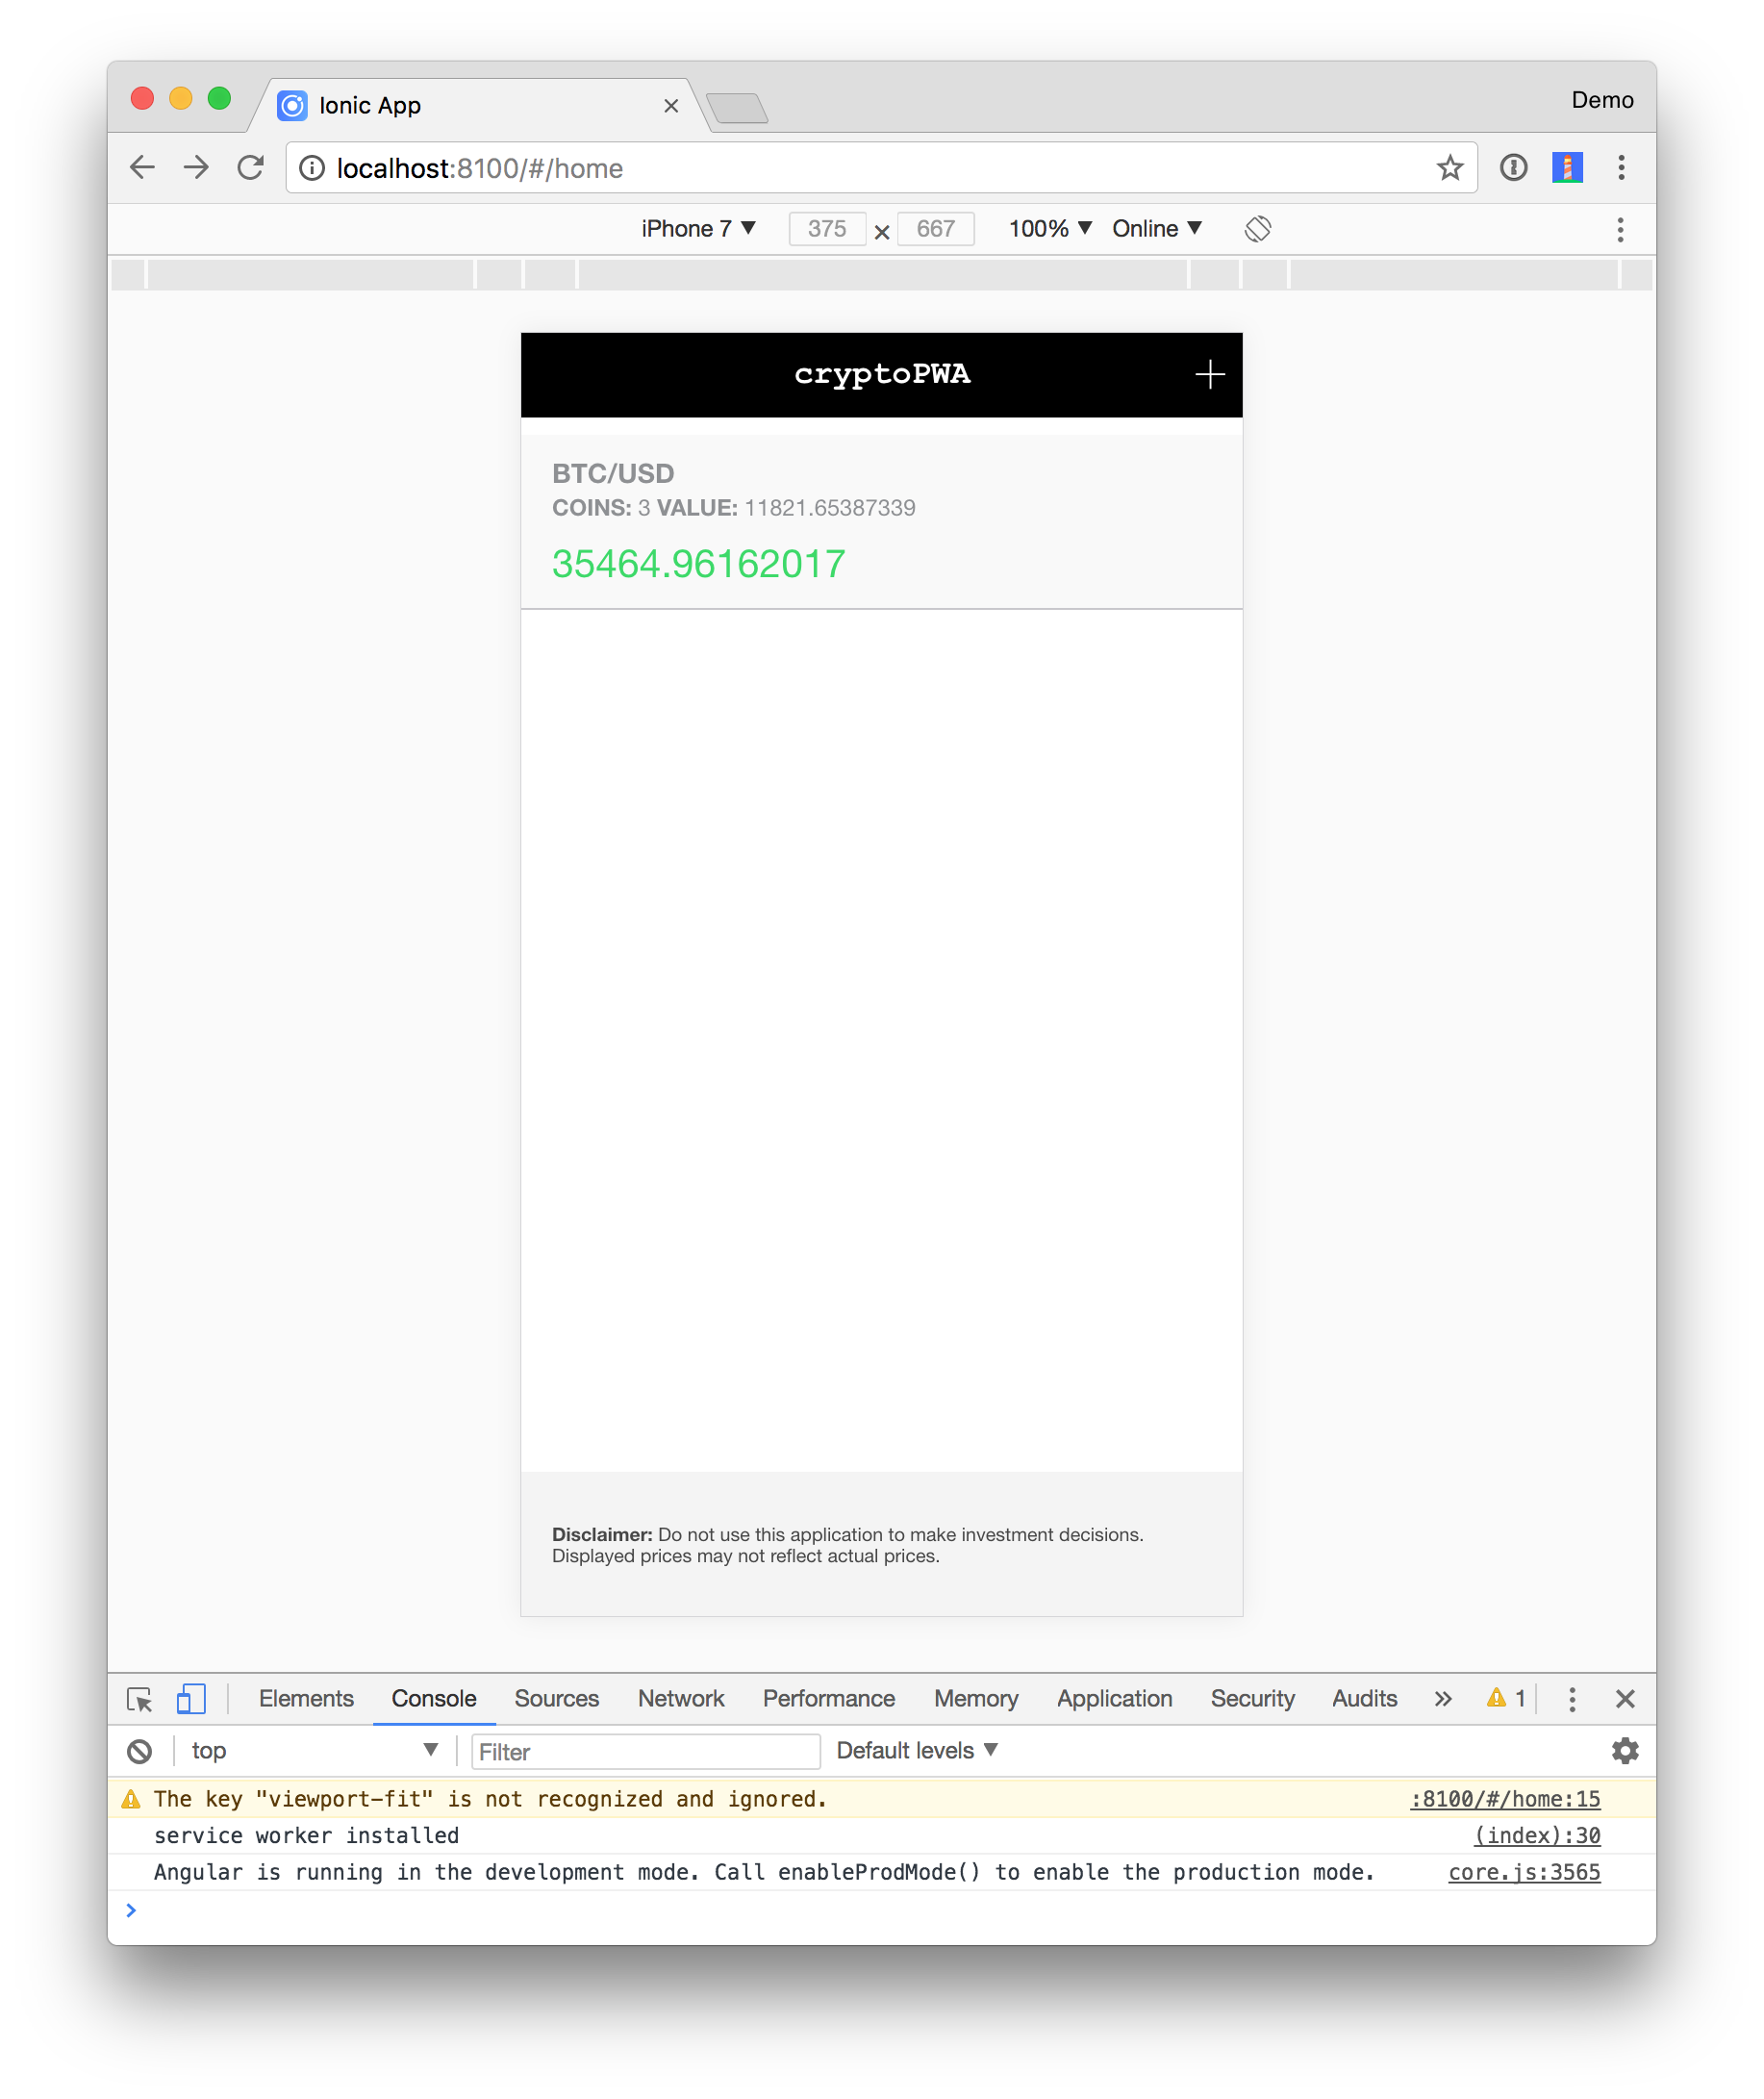 Ionic App
Demo
localhost:8100/#/home
iPhone 7 375 × 667 100% Online
cryptoPWA
BTC/USD
COINS: 3 VALUE: 11821.65387339
35464.96162017
Disclaimer: Do not use this application to make investment decisions.
Displayed prices may not reflect actual prices.
Elements Console Sources Network Performance Memory Application Security Audits » 1
top Filter Default levels
The key "viewport-fit" is not recognized and ignored. :8100/#/home:15
service worker installed (index):30
Angular is running in the development mode. Call enableProdMode() to enable the production mode. core.js:3565